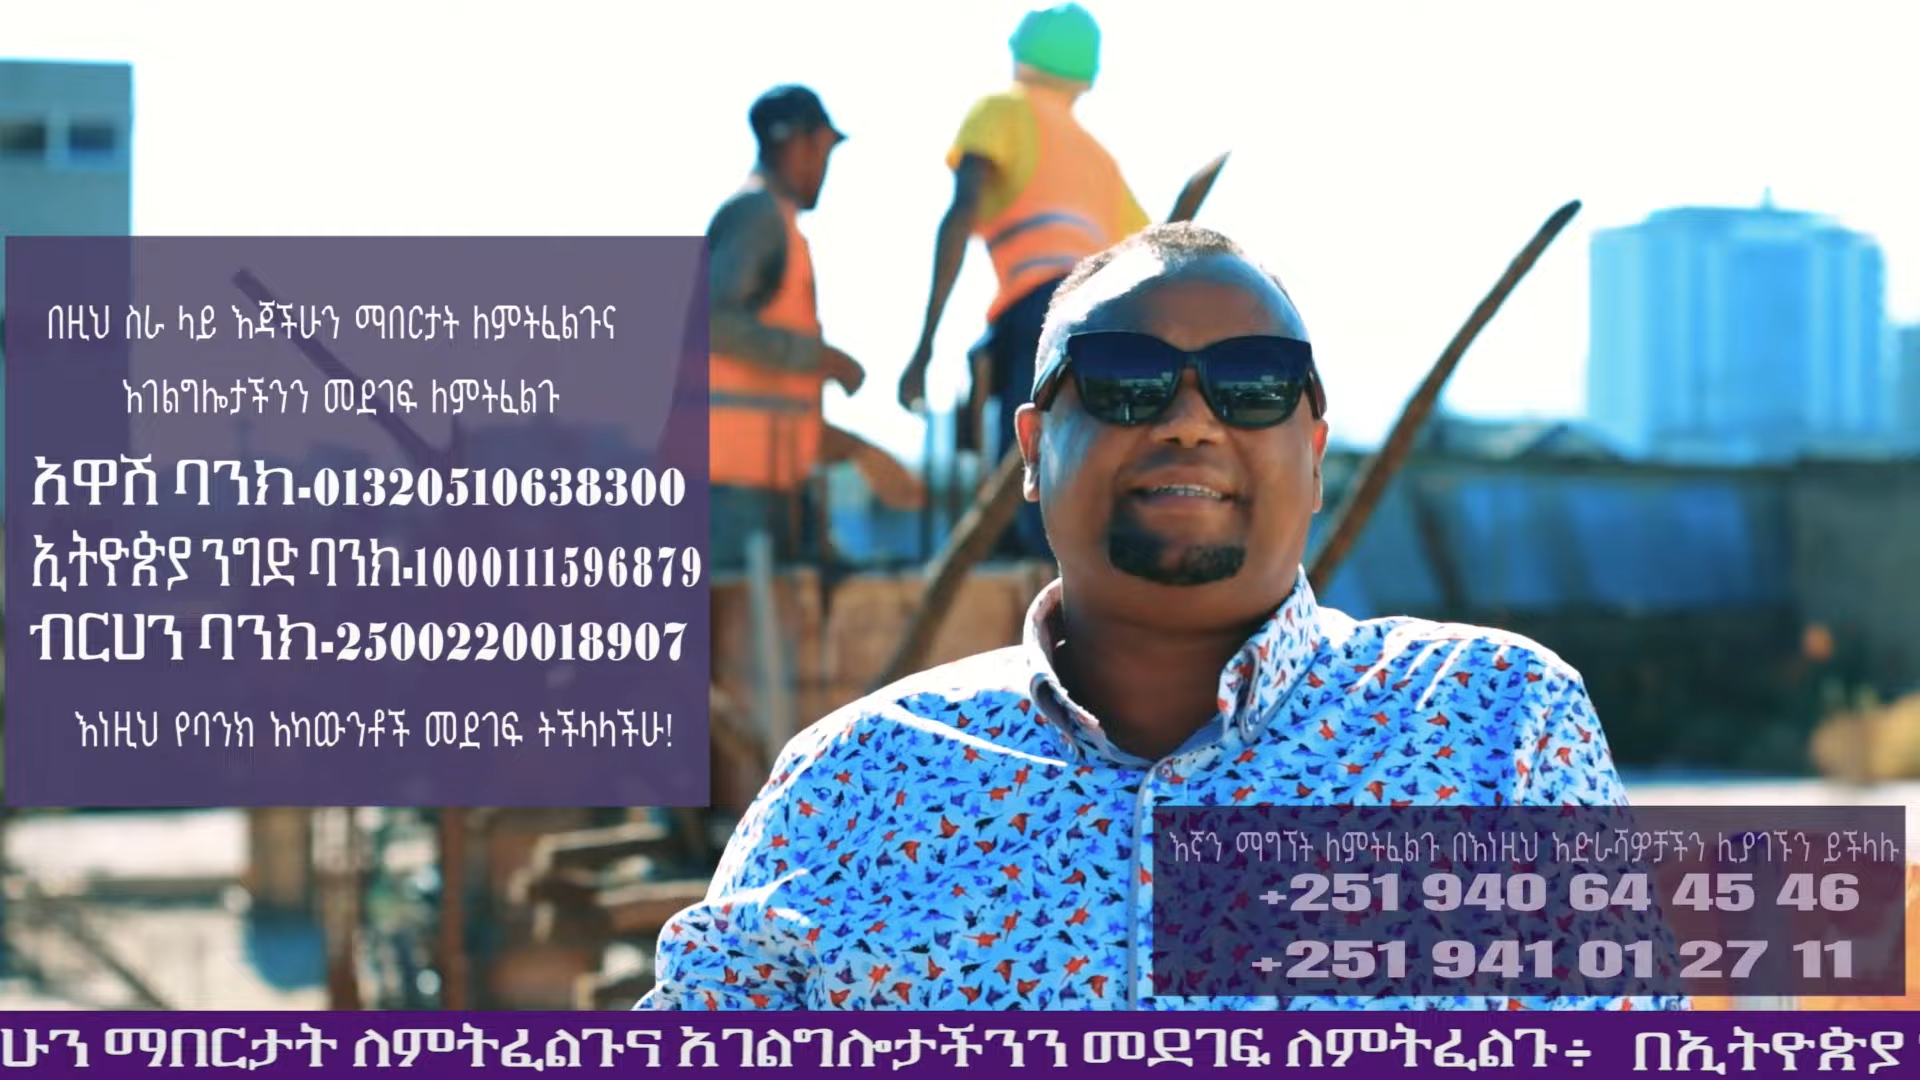 በዚህ ስራ ላይ እጃችሁን ማበርታት ለምትፈልጉና
አገልግሎታችንን መደገፍ ለምትፈልጉ
አዋሽ ባንክ-01320510638300
ኢትዮጵያ ንግድ ባንክ-1000111596879
ብርሀን ባንክ-2500220018907
እነዚህ የባንክ አካውንቶች መደገፍ ትችላላችሁ!
እኛን ማግኘት ለምትፈልጉ በእነዚህ አድራሻዎቻችን ሊያገኙን ይችላሉ
+251 940 64 45 46
+251 941 01 27 11
ሁን ማበርታት ለምትፈልጉና አገልግሎታችንን መደገፍ ለምትፈልጉ÷ በኢትዮጵያ